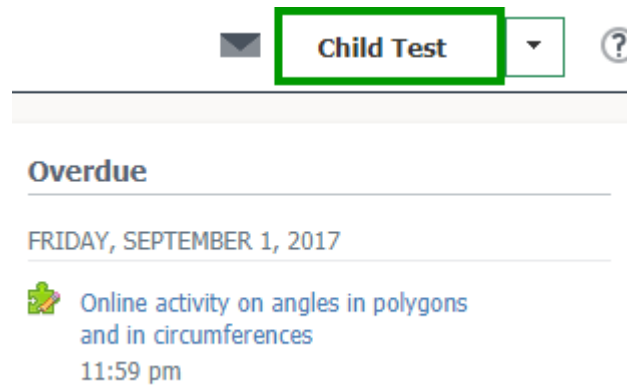 Child Test
?
Overdue
FRIDAY, SEPTEMBER 1, 2017
Online activity on angles in polygons
and in circumferences
11:59 pm